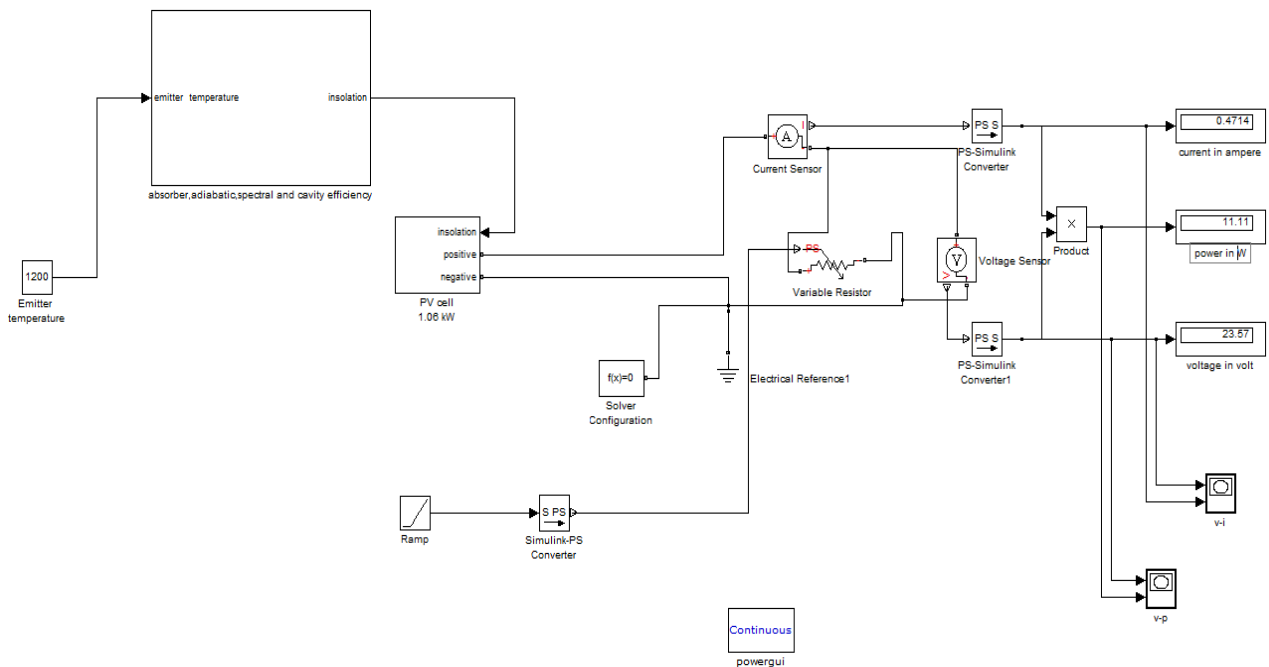 emitter temperature
insolation
absorber,adiabatic,spectral and cavity efficiency
1200
Emitter
temperature
insolation
positive
negative
PV cell
1.06 kW
A
I
Current Sensor
PS S
PS-Simulink
Converter
0.4714
current in ampere
X
Product
11.11
power in W
PS
Variable Resistor
V
V
Voltage Sensor
PS S
PS-Simulink
Converter1
23.57
voltage in volt
f(x)=0
Solver
Configuration
Electrical Reference1
Ramp
S PS
Simulink-PS
Converter
v-i
v-p
Continuous
powergui